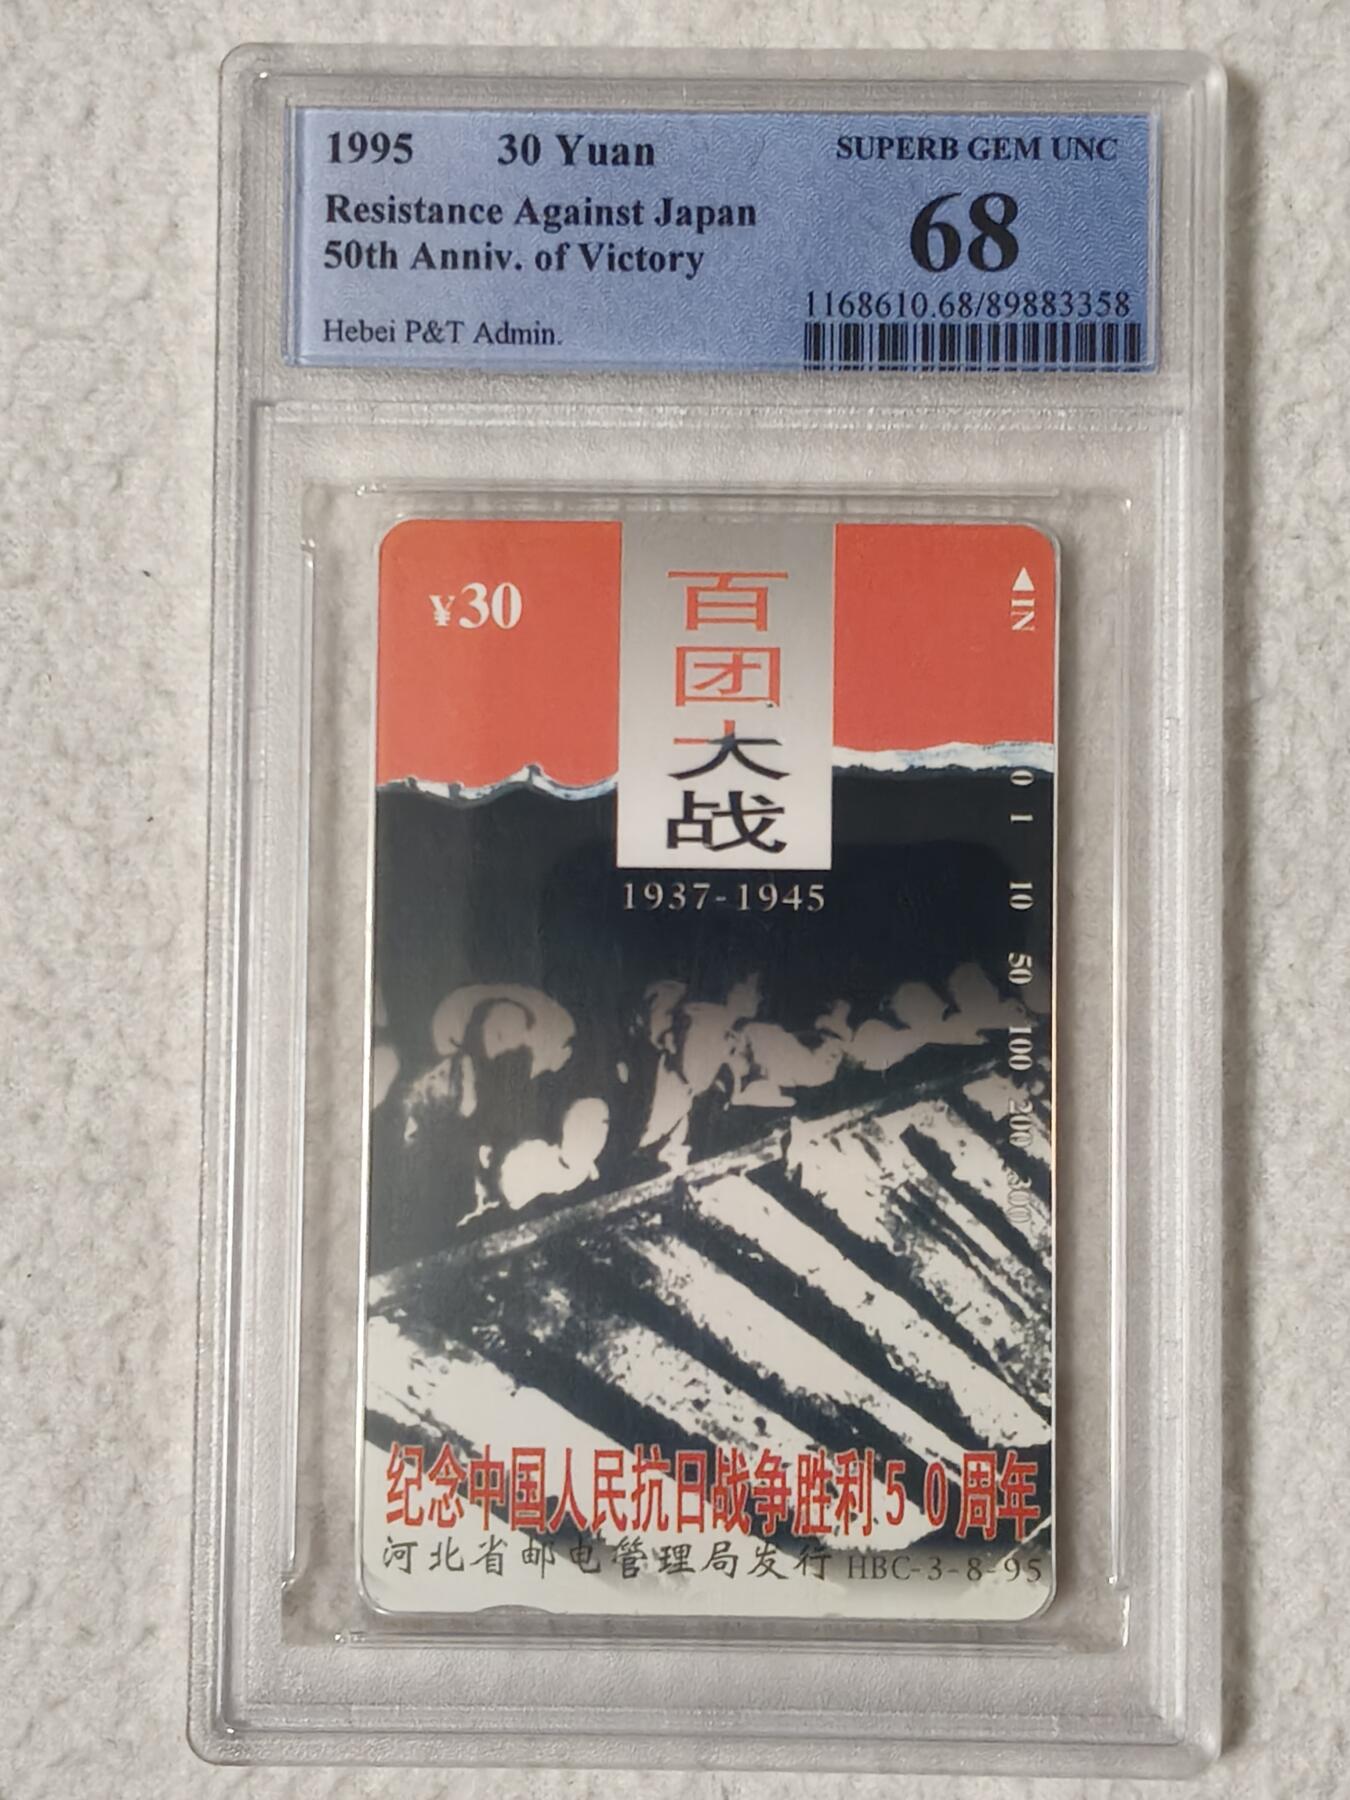 1995 30 Yuan
SUPERB GEM UNC
Resistance Against Japan
50th Anniv. of Victory
68
Hebei P&T Admin.
1168610.68/89883358
¥30
百团大战
1937-1945
◀IN
0 1 10 50 100 200 300
纪念中国人民抗日战争胜利50周年
河北省邮电管理局发行 HBC-3-8-95